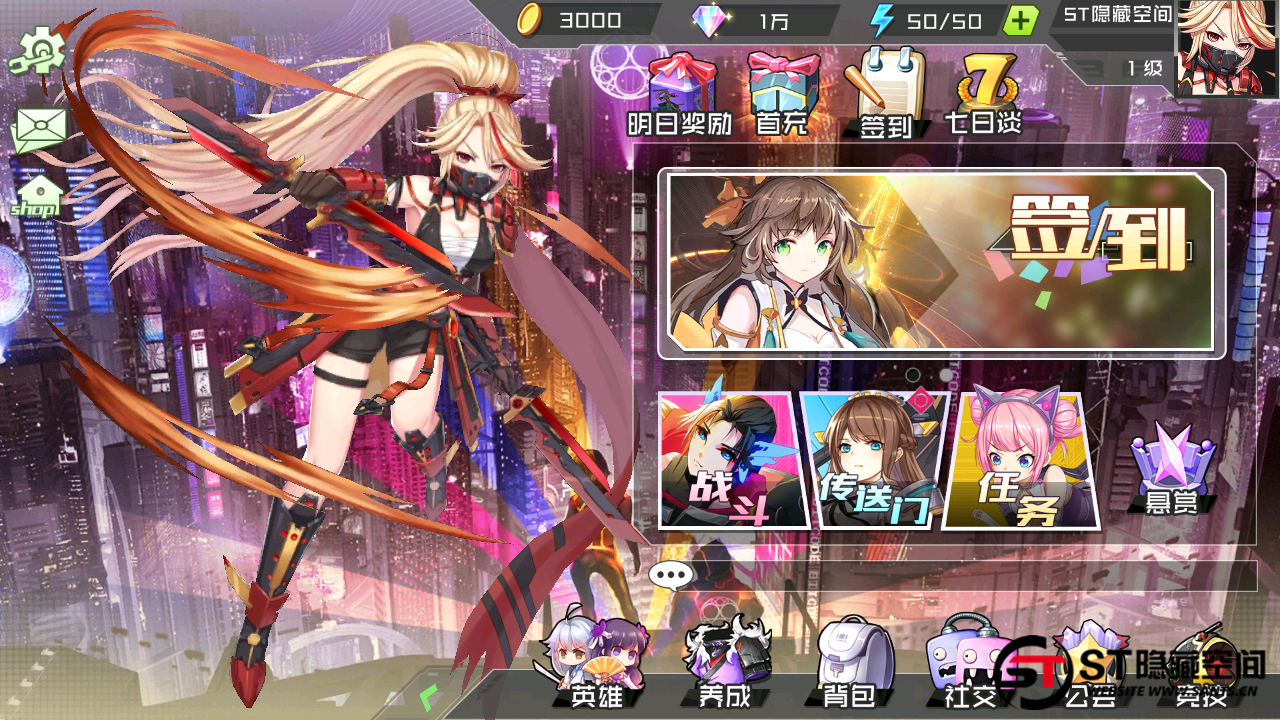 3000
1万
50/50
ST隐藏空间
1级
明日奖励
首充
签到
七日谈
shop!
签到
战斗
传送门
任务
悬赏
英雄
养成
背包
社交
公会
竞技
ST
ST隐藏空间